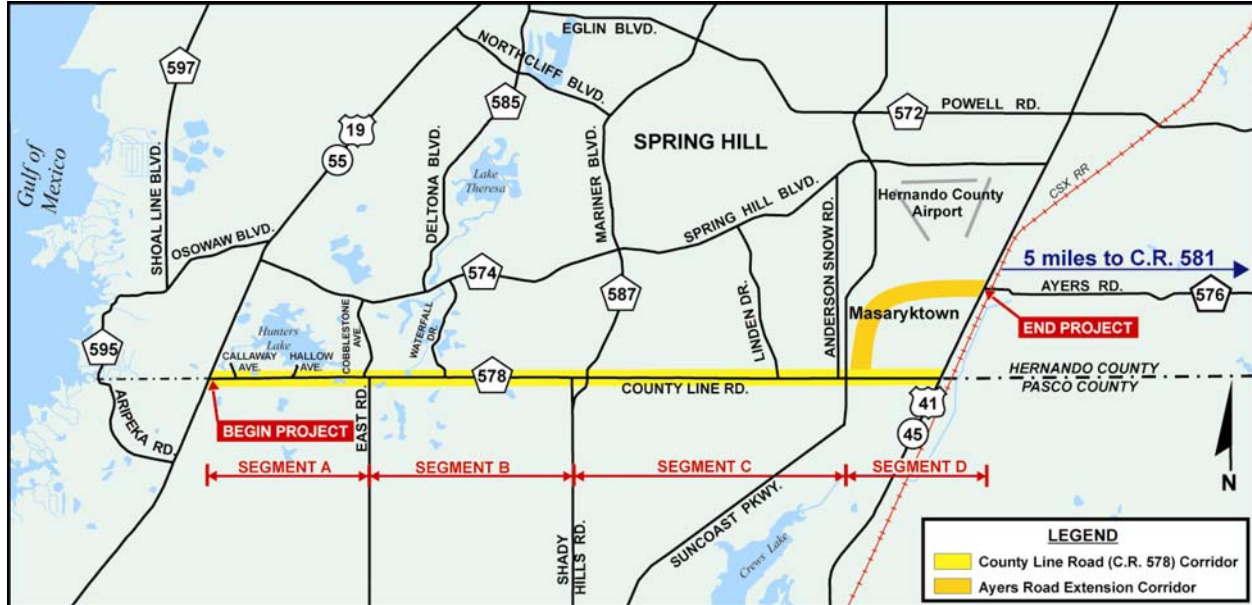 597
EGLIN BLVD.
NORTHCLIFF BLVD.
585
19
55
572
POWELL RD.
SPRING HILL
Gulf of
Mexico
SHOAL LINE BLVD.
DELTONA BLVD.
Lake
Theresa
MARINER BLVD.
SPRING HILL BLVD.
Hernando County
Airport
CSX RR
OSOWAW BLVD.
574
587
LINDEN DR.
ANDERSON SNOW RD.
5 miles to C.R. 581
AYERS RD.
576
Masaryktown
END PROJECT
595
Hunters
Lake
CALLAWAY
AVE.
HALLOW
AVE.
COBBLESTONE
AVE.
WATERFALL
DR.
578
COUNTY LINE RD.
HERNANDO COUNTY
PASCO COUNTY
41
45
ARIPEKA RD.
BEGIN PROJECT
EAST RD.
SEGMENT A
SEGMENT B
SEGMENT C
SEGMENT D
SHADY
HILLS RD.
SUNCOAST PKWY.
Crews Lake
N
LEGEND
County Line Road (C.R. 578) Corridor
Ayers Road Extension Corridor